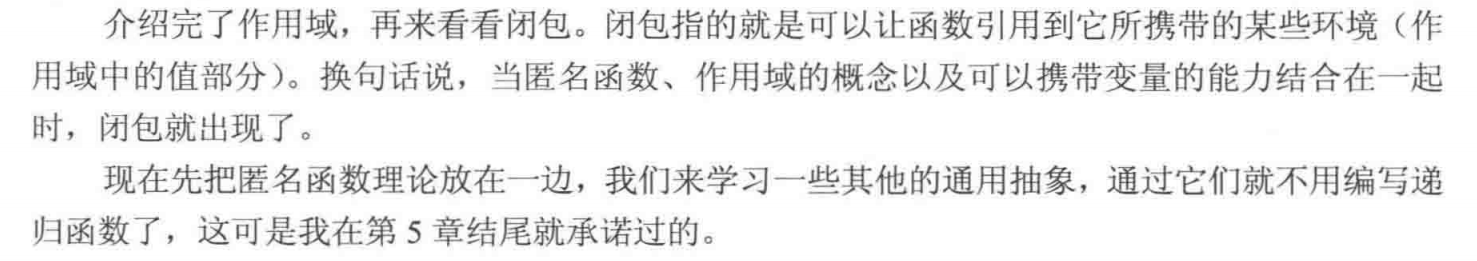 介绍完了作用域，再来看看闭包。闭包指的就是可以让函数引用到它所携带的某些环境（作
用域中的值部分）。换句话说，当匿名函数、作用域的概念以及可以携带变量的能力结合在一起
时，闭包就出现了。
现在先把匿名函数理论放在一边，我们来学习一些其他的通用抽象，通过它们就不用编写递
归函数了，这可是我在第 5 章结尾就承诺过的。